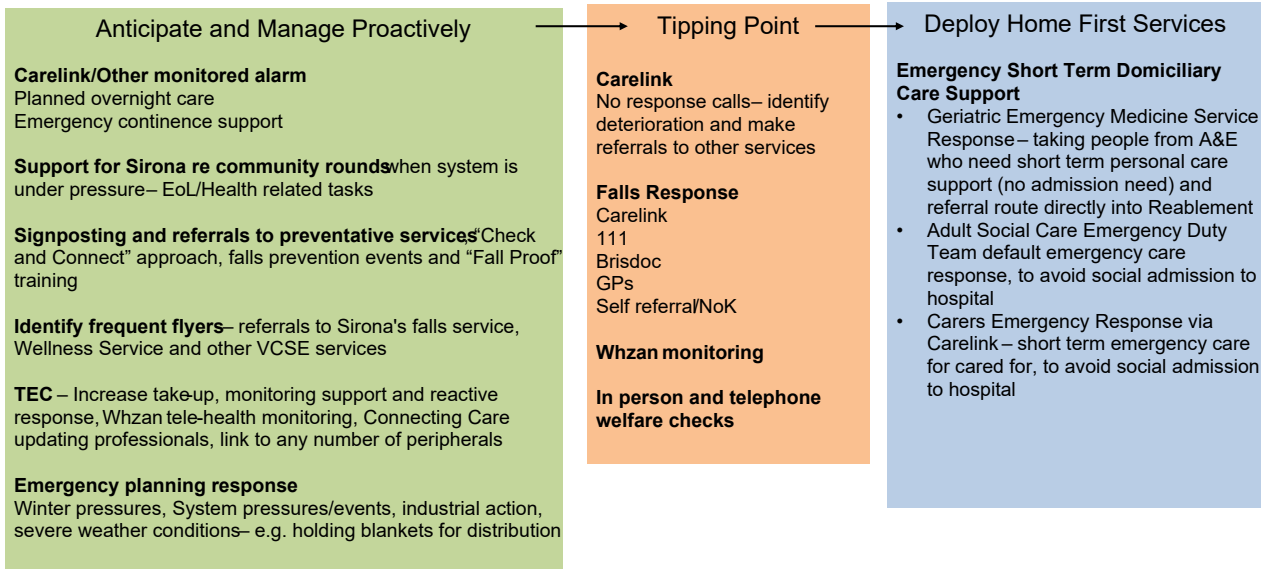 Anticipate and Manage Proactively
Carelink/Other monitored alarm
Planned overnight care
Emergency continence support
Support for Sirona re community rounds when system is
under pressure – EoL/Health related tasks
Signposting and referrals to preventative services, “Check
and Connect” approach, falls prevention events and “Fall Proof”
training
Identify frequent flyers – referrals to Sirona's falls service,
Wellness Service and other VCSE services
TEC – Increase take-up, monitoring support and reactive
response, Whzan tele-health monitoring, Connecting Care
updating professionals, link to any number of peripherals
Emergency planning response
Winter pressures, System pressures/events, industrial action,
severe weather conditions – e.g. holding blankets for distribution
Tipping Point
Carelink
No response calls – identify
deterioration and make
referrals to other services
Falls Response
Carelink
111
Brisdoc
GPs
Self referral/NoK
Whzan monitoring
In person and telephone
welfare checks
Deploy Home First Services
Emergency Short Term Domiciliary
Care Support
• Geriatric Emergency Medicine Service
Response – taking people from A&E
who need short term personal care
support (no admission need) and
referral route directly into Reablement
• Adult Social Care Emergency Duty
Team default emergency care
response, to avoid social admission to
hospital
• Carers Emergency Response via
Carelink – short term emergency care
for cared for, to avoid social admission
to hospital